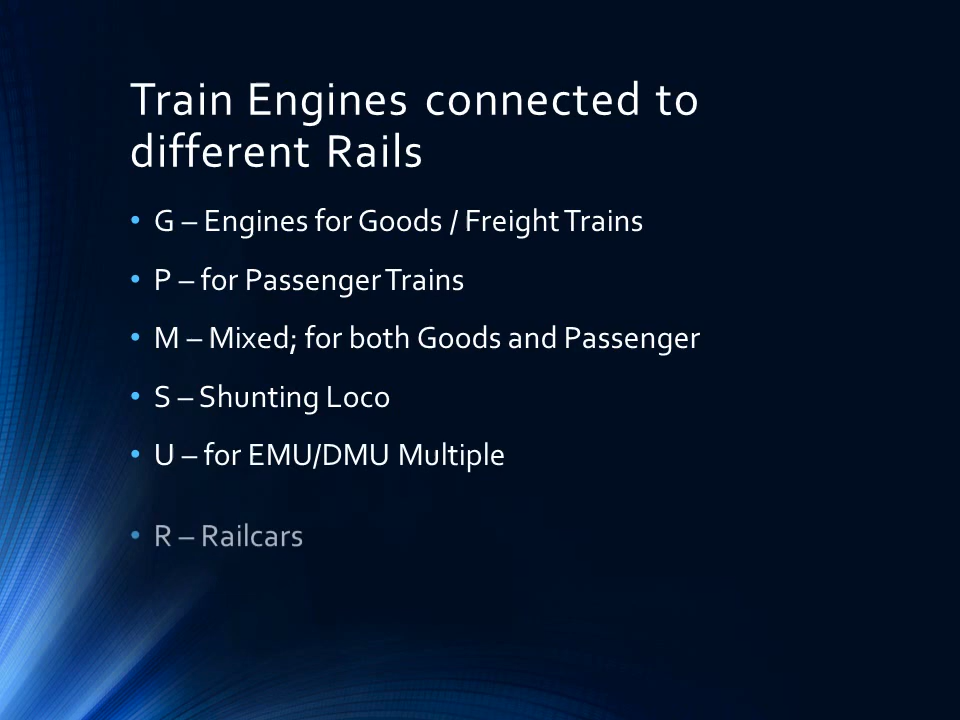 Train Engines connected to
different Rails
• G – Engines for Goods / Freight Trains
• P – for Passenger Trains
• M – Mixed; for both Goods and Passenger
• S – Shunting Loco
• U – for EMU/DMU Multiple
• R – Railcars